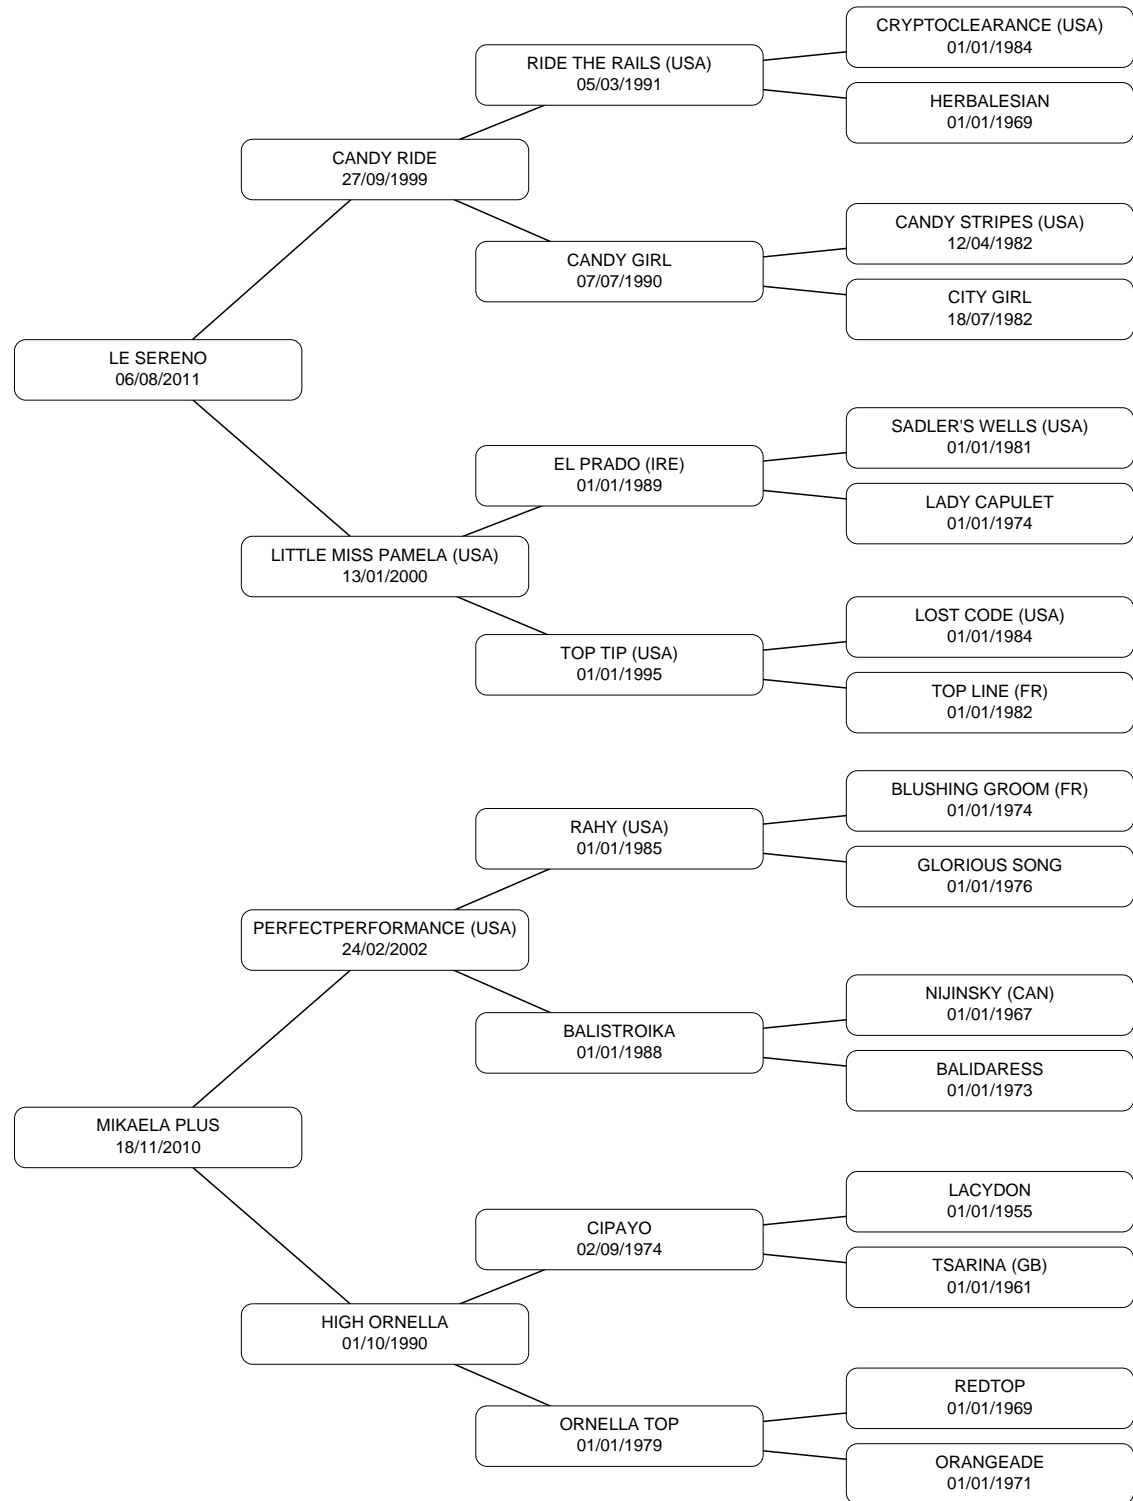 CRYPTOCLEARANCE (USA)
01/01/1984
RIDE THE RAILS (USA)
05/03/1991
HERBALESIAN
01/01/1969
CANDY RIDE
27/09/1999
CANDY STRIPES (USA)
12/04/1982
CANDY GIRL
07/07/1990
CITY GIRL
18/07/1982
LE SERENO
06/08/2011
SADLER'S WELLS (USA)
01/01/1981
EL PRADO (IRE)
01/01/1989
LADY CAPULET
01/01/1974
LITTLE MISS PAMELA (USA)
13/01/2000
LOST CODE (USA)
01/01/1984
TOP TIP (USA)
01/01/1995
TOP LINE (FR)
01/01/1982
BLUSHING GROOM (FR)
01/01/1974
RAHY (USA)
01/01/1985
GLORIOUS SONG
01/01/1976
PERFECTPERFORMANCE (USA)
24/02/2002
NIJINSKY (CAN)
01/01/1967
BALISTROIKA
01/01/1988
BALIDARESS
01/01/1973
MIKAELA PLUS
18/11/2010
LACYDON
01/01/1955
CIPAYO
02/09/1974
TSARINA (GB)
01/01/1961
HIGH ORNELLA
01/10/1990
REDTOP
01/01/1969
ORNELLA TOP
01/01/1979
ORANGEADE
01/01/1971